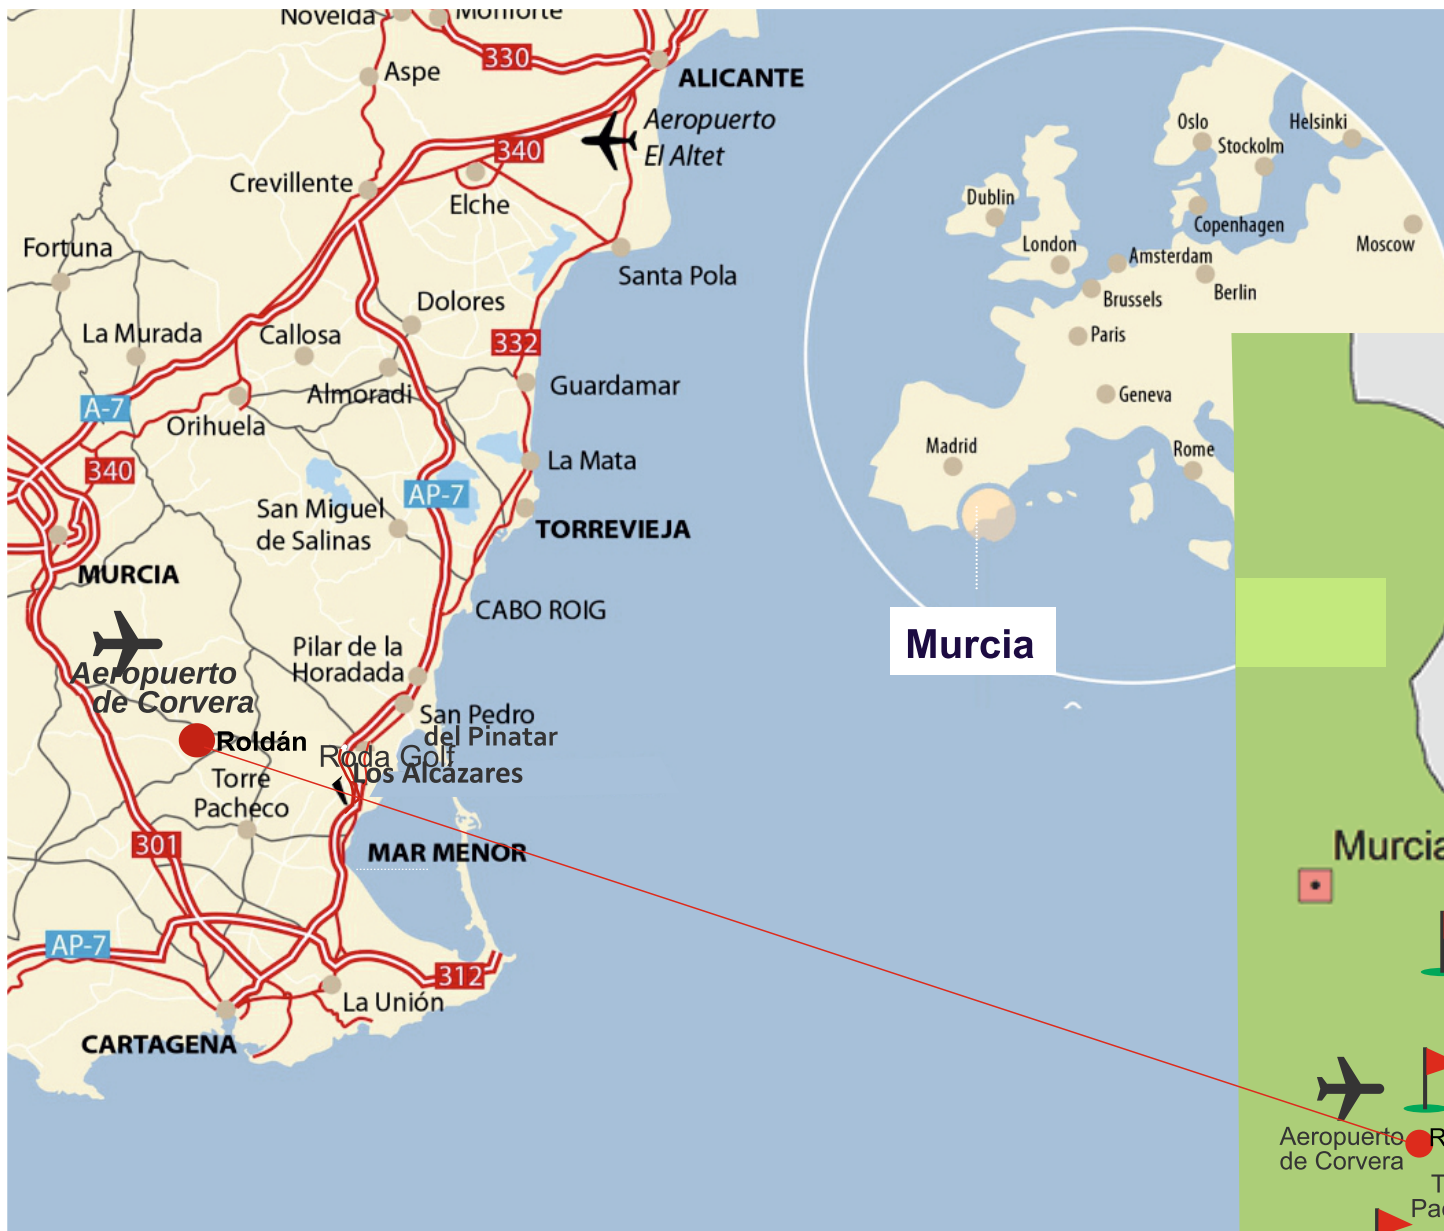 Novelda
Monforte
330
Aspe
ALICANTE
Aeropuerto
El Altet
340
Crevillente
Elche
Fortuna
Santa Pola
Dolores
La Murada
Callosa
332
Almoradi
Guardamar
A-7
Orihuela
340
La Mata
AP-7
San Miguel
de Salinas
TORREVIEJA
MURCIA
CABO ROIG
Pilar de la
Horadada
Aeropuerto
de Corvera
San Pedro
del Pinatar
Roldán
Roda Golf
Los Alcázares
Torre
Pacheco
301
MAR MENOR
AP-7
312
La Unión
CARTAGENA
Oslo
Helsinki
Stockolm
Dublin
Copenhagen
London
Moscow
Amsterdam
Berlin
Brussels
Paris
Geneva
Madrid
Rome
Murcia
Murcia
Aeropuerto
de Corvera
R
T
Pac